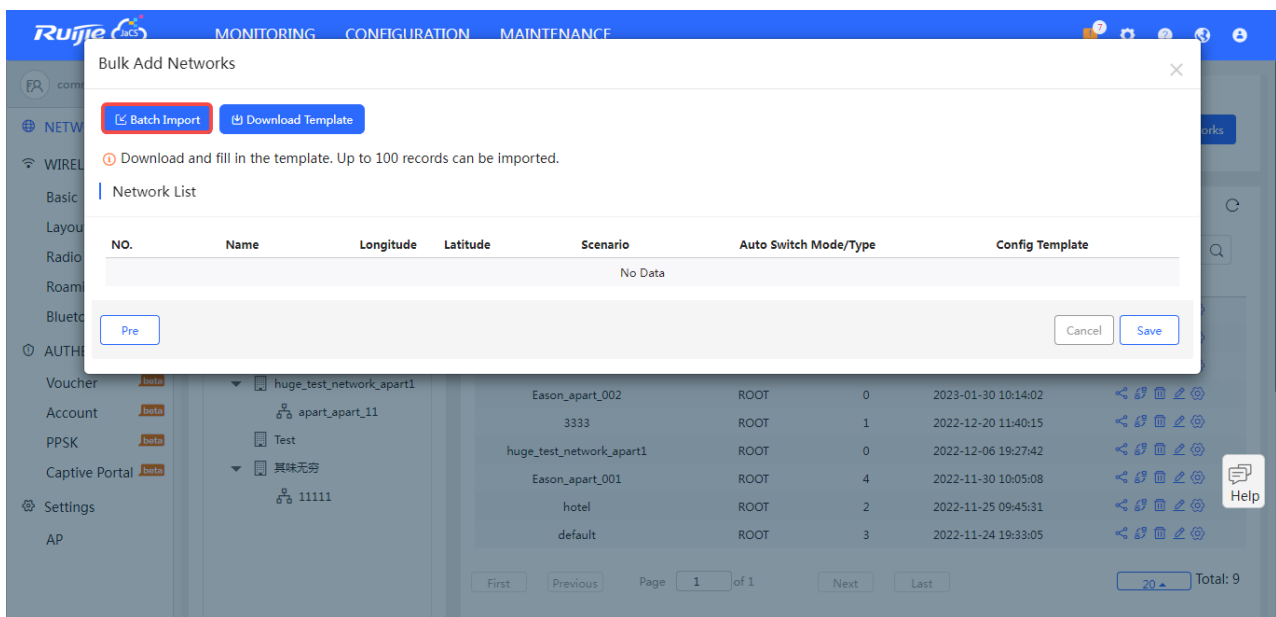 Ruijie JaCS MONITORING CONFIGURATION MAINTENANCE 7
Bulk Add Networks
Batch Import Download Template
Download and fill in the template. Up to 100 records can be imported.
Network List
NO. Name Longitude Latitude Scenario Auto Switch Mode/Type Config Template
No Data
Pre Cancel Save
NETW
WIREL
Basic
Layou
Radio
Roami
Bluetc
AUTHE
Voucher beta
Account beta
PPSK beta
Captive Portal beta
Settings
AP
huge_test_network_apart1
apart_apart_11
Test
冥味无穷
11111
Eason_apart_002 ROOT 0 2023-01-30 10:14:02
3333 ROOT 1 2022-12-20 11:40:15
huge_test_network_apart1 ROOT 0 2022-12-06 19:27:42
Eason_apart_001 ROOT 4 2022-11-30 10:05:08
hotel ROOT 2 2022-11-25 09:45:31
default ROOT 3 2022-11-24 19:33:05
First Previous Page 1 of 1 Next Last 20 Total: 9
Help